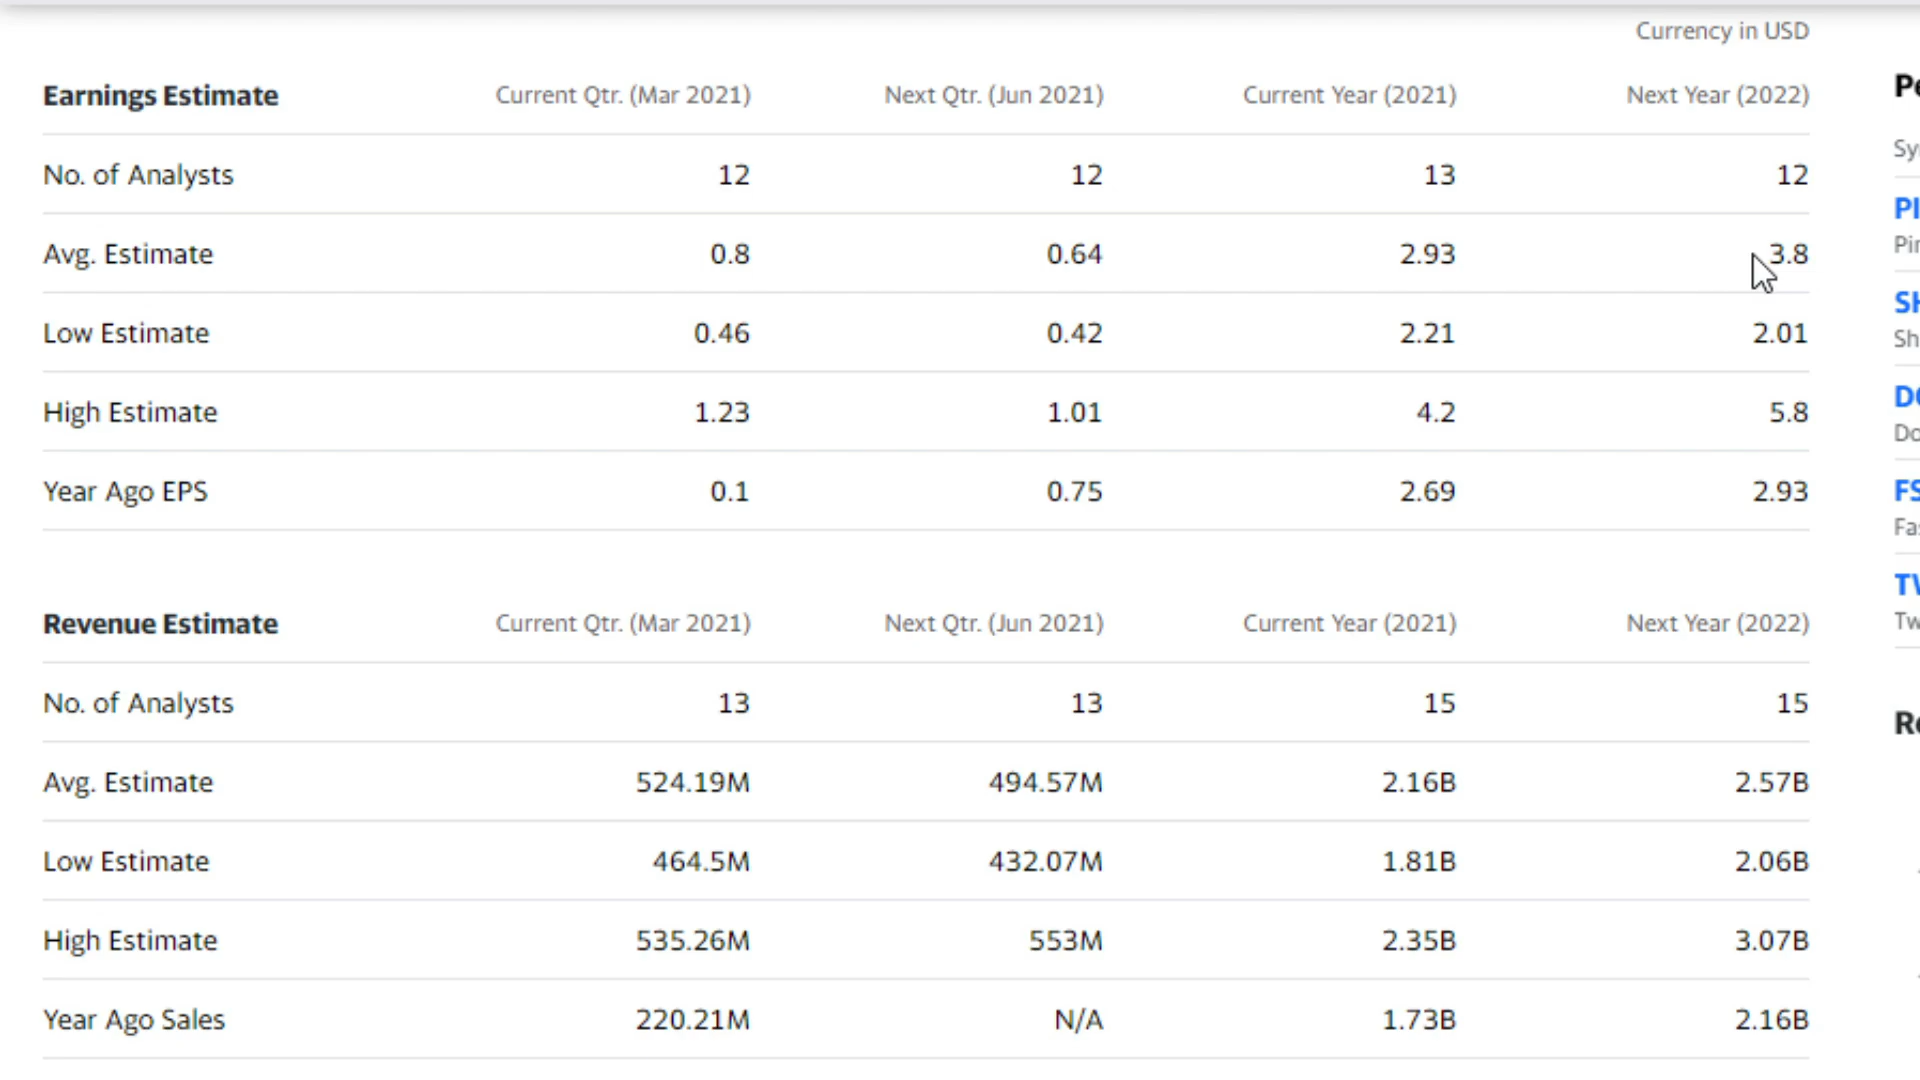 Currency in USD
Earnings Estimate Current Qtr. (Mar 2021) Next Qtr. (Jun 2021) Current Year (2021) Next Year (2022)
No. of Analysts 12 12 13 12
Avg. Estimate 0.8 0.64 2.93 3.8
Low Estimate 0.46 0.42 2.21 2.01
High Estimate 1.23 1.01 4.2 5.8
Year Ago EPS 0.1 0.75 2.69 2.93
Revenue Estimate Current Qtr. (Mar 2021) Next Qtr. (Jun 2021) Current Year (2021) Next Year (2022)
No. of Analysts 13 13 15 15
Avg. Estimate 524.19M 494.57M 2.16B 2.57B
Low Estimate 464.5M 432.07M 1.81B 2.06B
High Estimate 535.26M 553M 2.35B 3.07B
Year Ago Sales 220.21M N/A 1.73B 2.16B